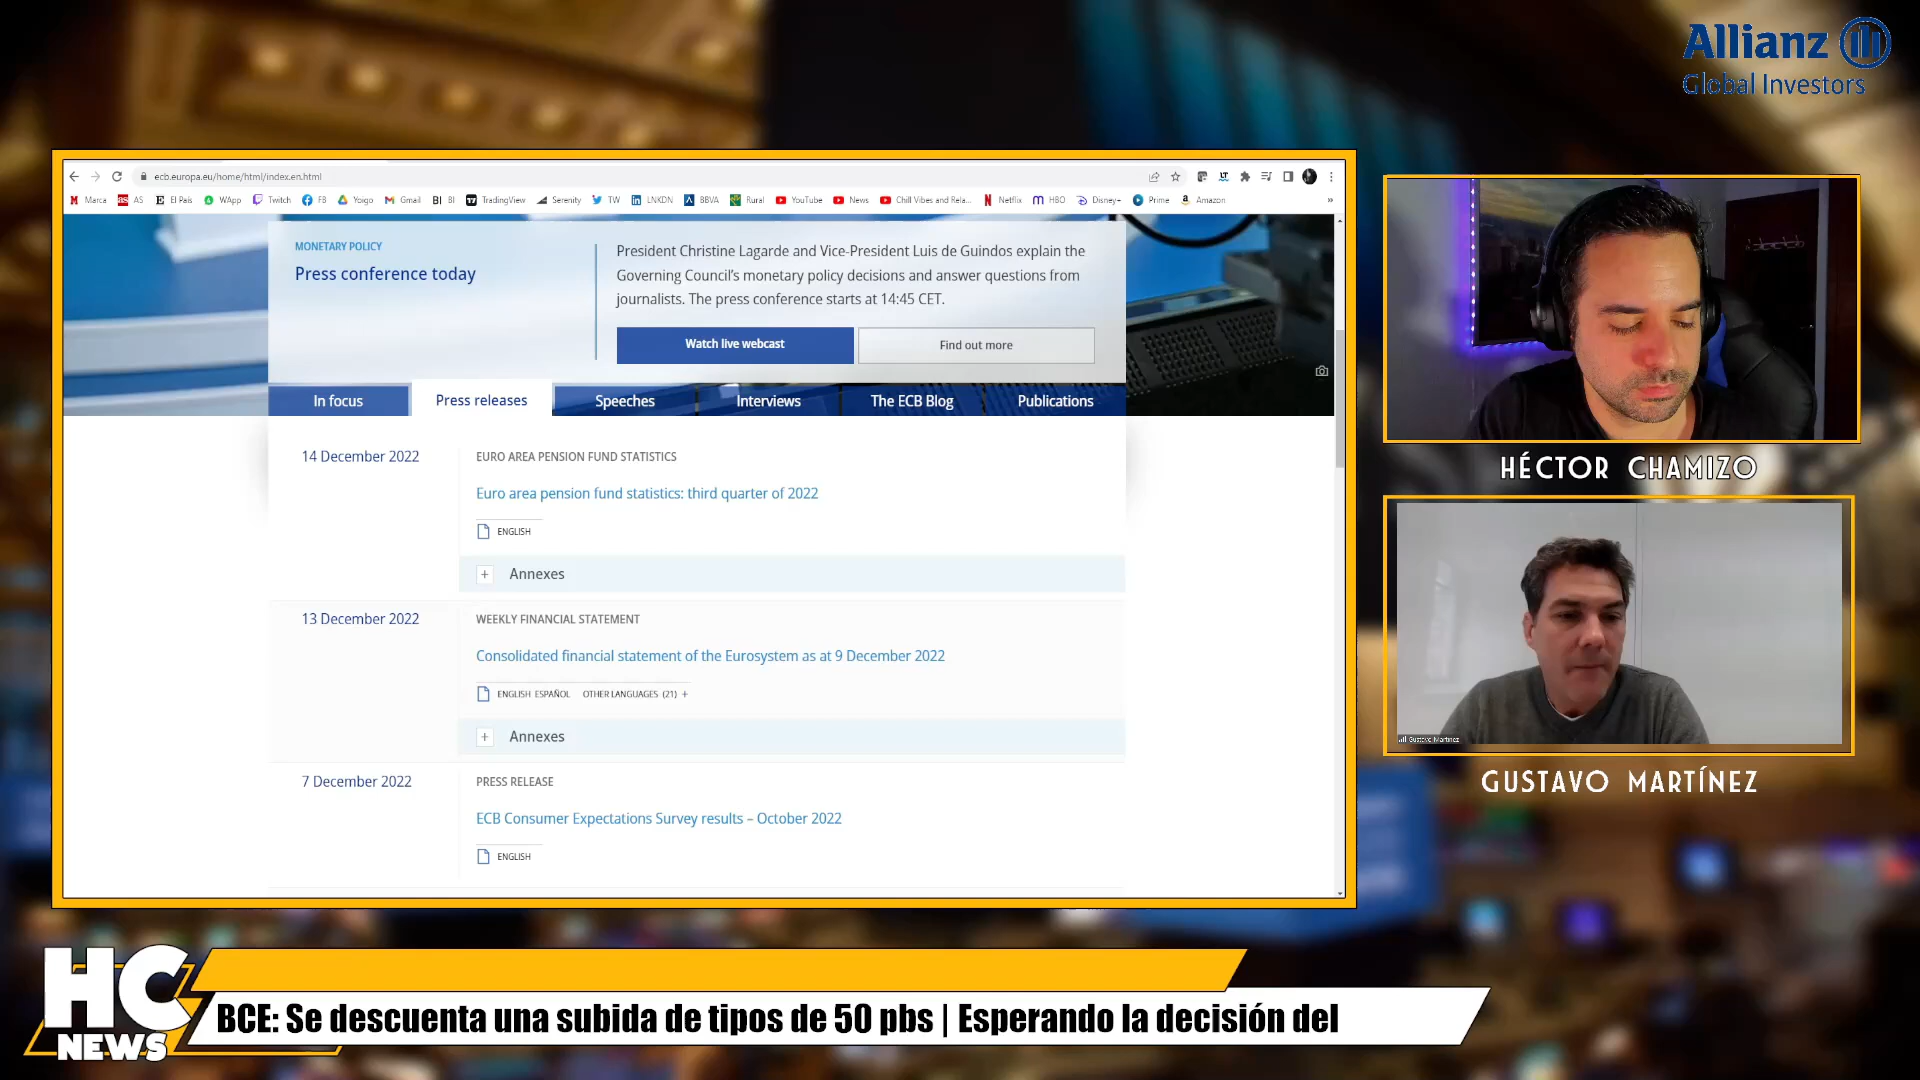 Allianz
Global Investors
ecb.europa.eu/home/html/index.en.html
Marca AS El País WApp Twitch FB Yoigo Gmail BI BI TradingView Serenity TW LNKDN BBVA Rural YouTube News Chill Vibes and Rela... Netflix HBO Disney+ Prime Amazon »
MONETARY POLICY
Press conference today
President Christine Lagarde and Vice-President Luis de Guindos explain the
Governing Council's monetary policy decisions and answer questions from
journalists. The press conference starts at 14:45 CET.
Watch live webcast Find out more
In focus Press releases Speeches Interviews The ECB Blog Publications
14 December 2022 EURO AREA PENSION FUND STATISTICS
Euro area pension fund statistics: third quarter of 2022
ENGLISH
+ Annexes
13 December 2022 WEEKLY FINANCIAL STATEMENT
Consolidated financial statement of the Eurosystem as at 9 December 2022
ENGLISH ESPAÑOL OTHER LANGUAGES (21) +
+ Annexes
7 December 2022 PRESS RELEASE
ECB Consumer Expectations Survey results – October 2022
ENGLISH
HÉCTOR CHAMIZO
Gustavo Martinez
GUSTAVO MARTÍNEZ
HC
NEWS
BCE: Se descuenta una subida de tipos de 50 pbs | Esperando la decisión del